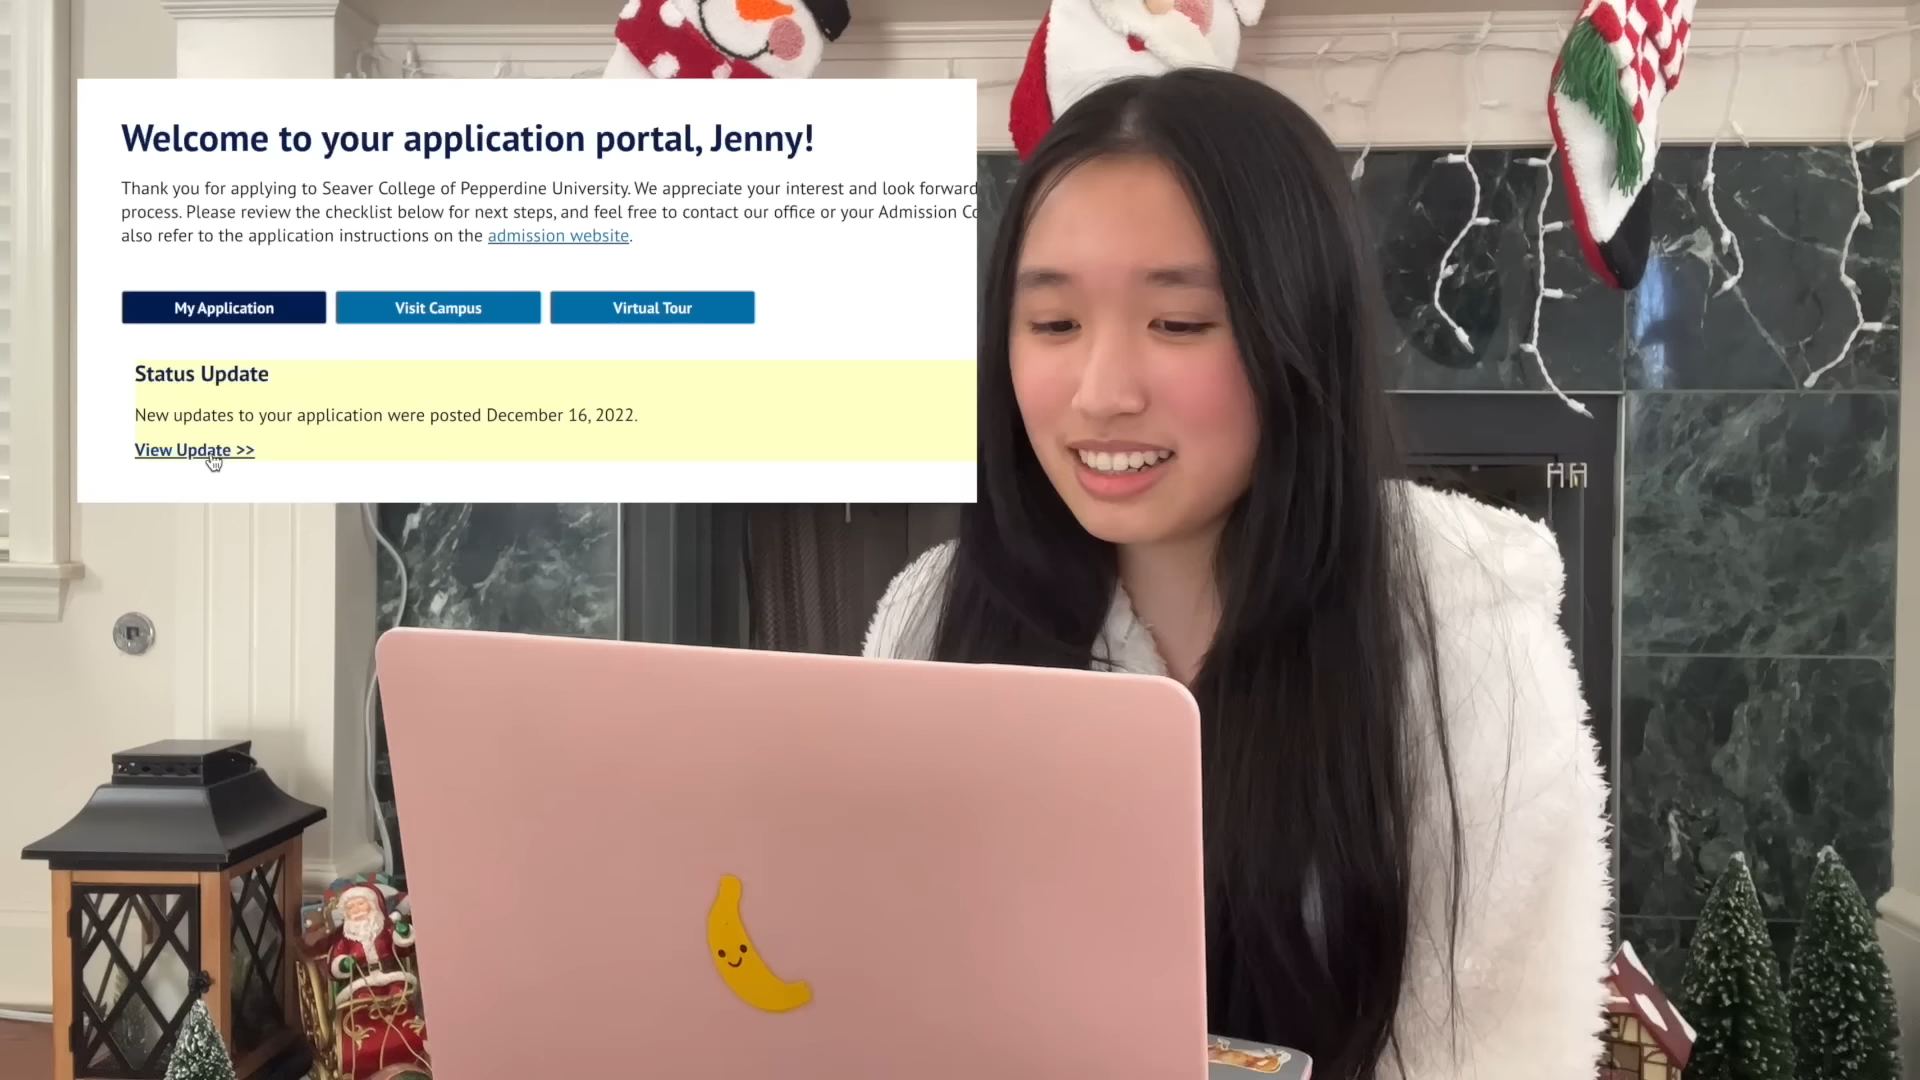 Welcome to your application portal, Jenny!
Thank you for applying to Seaver College of Pepperdine University. We appreciate your interest and look forward
process. Please review the checklist below for next steps, and feel free to contact our office or your Admission
also refer to the application instructions on the admission website.
My Application
Visit Campus
Virtual Tour
Status Update
New updates to your application were posted December 16, 2022.
View Update >>